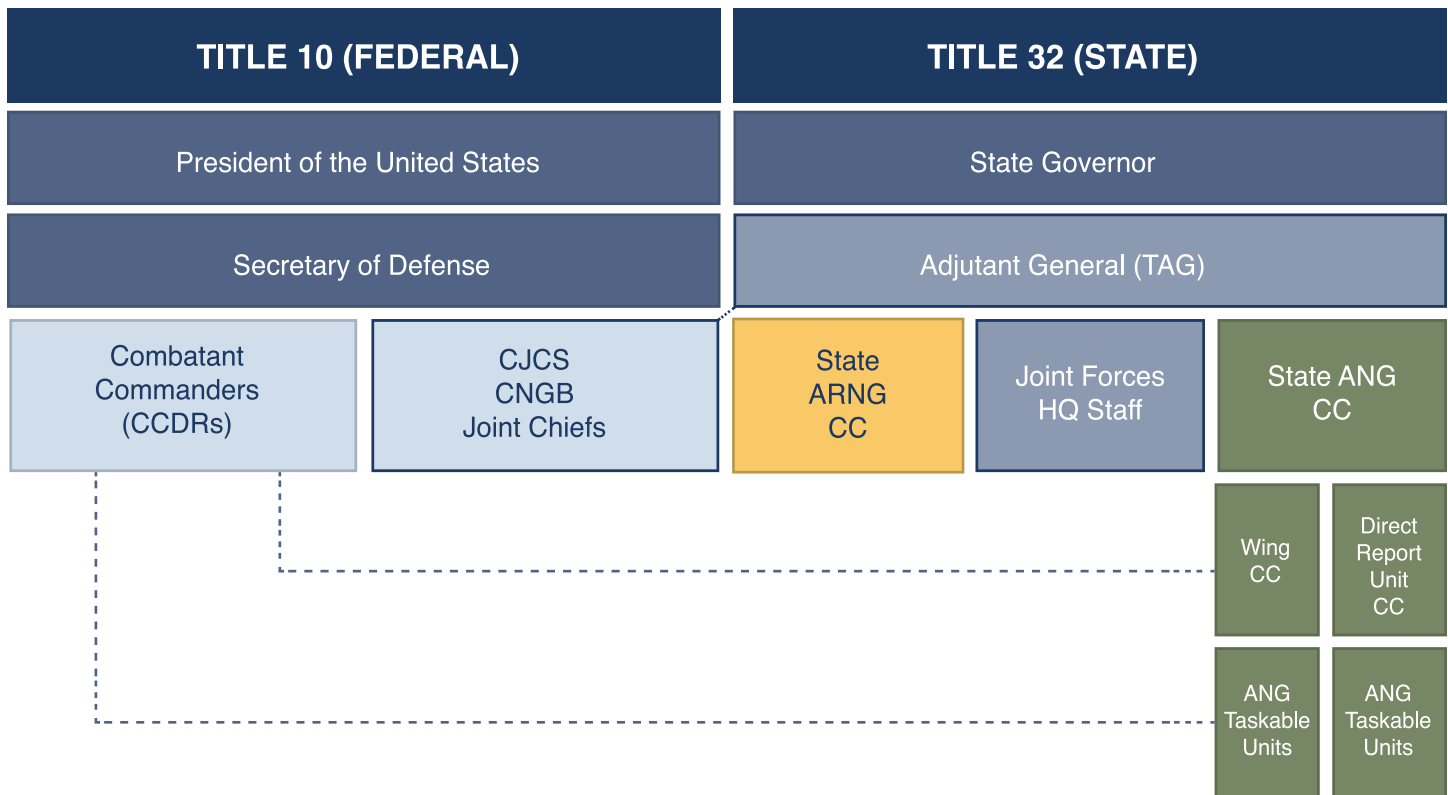 TITLE 10 (FEDERAL)
TITLE 32 (STATE)
President of the United States
State Governor
Secretary of Defense
Adjutant General (TAG)
Combatant
Commanders
(CCDRs)
CJCS
CNGB
Joint Chiefs
State
ARNG
CC
Joint Forces
HQ Staff
State ANG
CC
Wing
CC
Direct
Report
Unit
CC
ANG
Taskable
Units
ANG
Taskable
Units